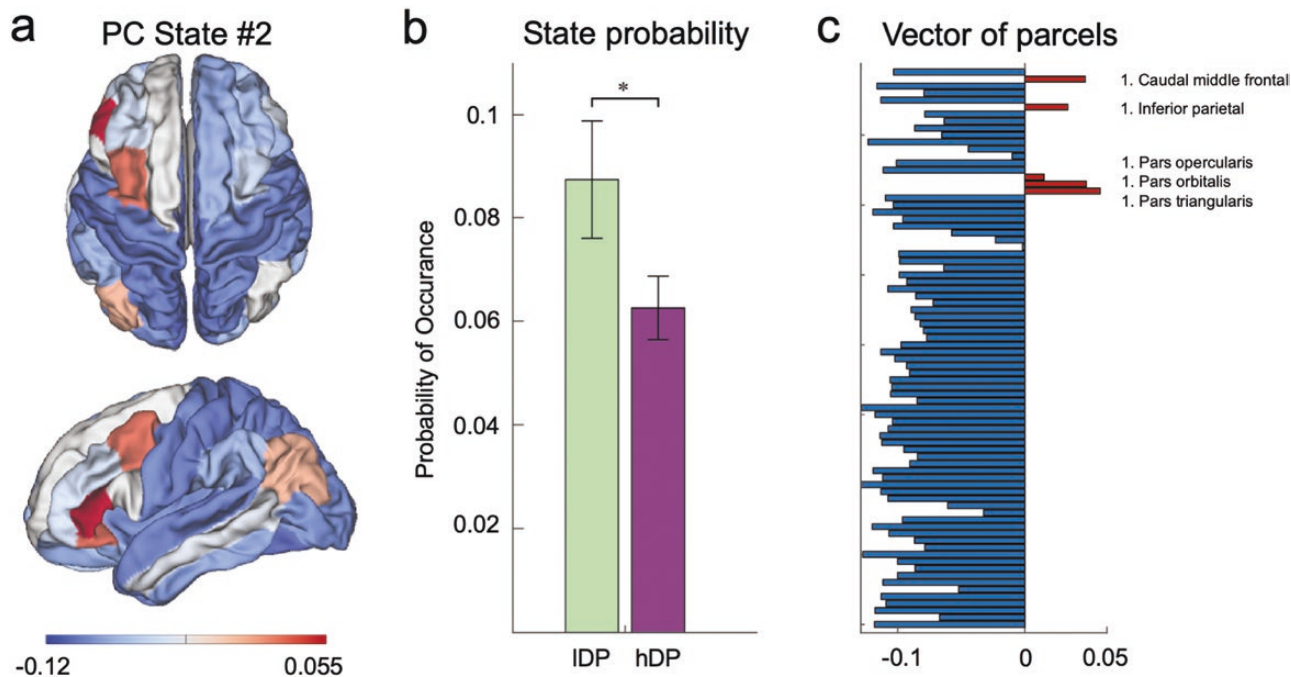 a
PC State #2
-0.12
0.055
b
State probability
*
Probability of Occurance
0.1
0.08
0.06
0.04
0.02
lDP
hDP
c
Vector of parcels
1. Caudal middle frontal
1. Inferior parietal
1. Pars opercularis
1. Pars orbitalis
1. Pars triangularis
-0.1
0
0.05